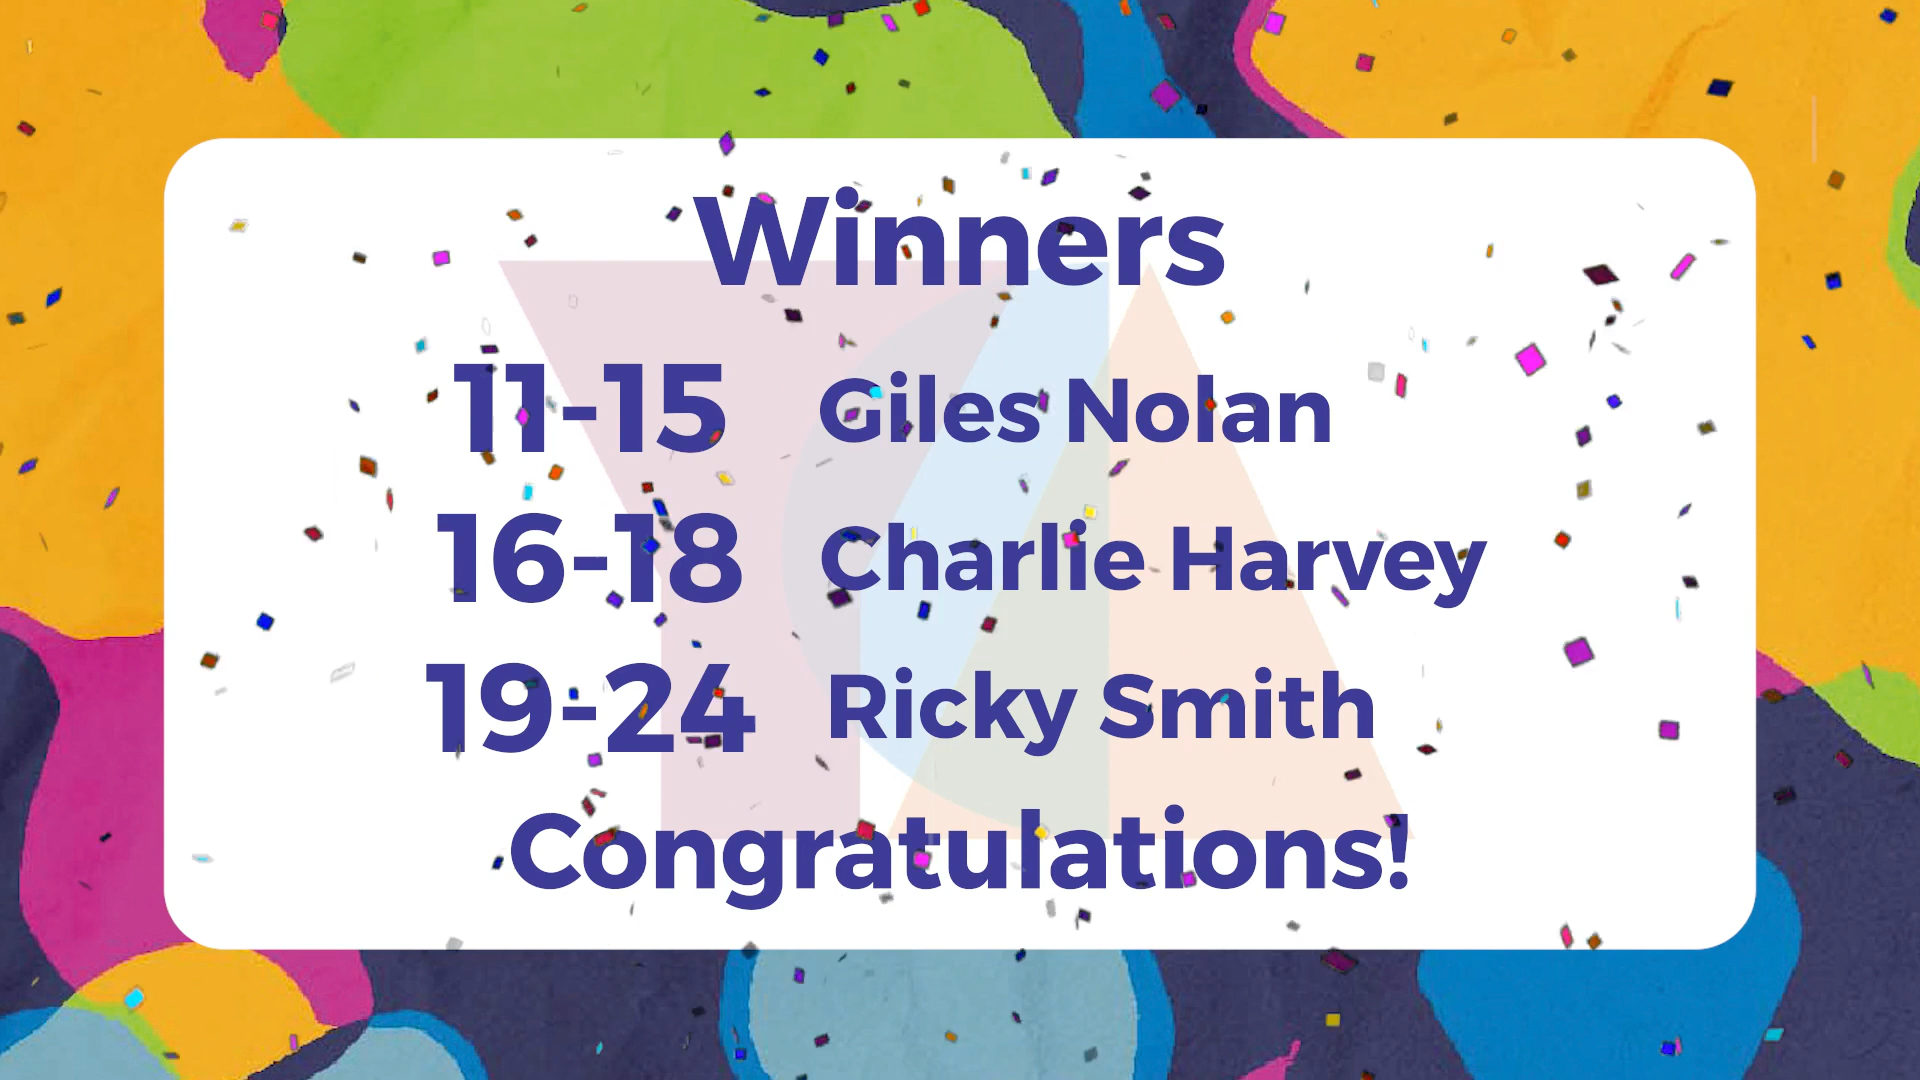 Winners
11-15 Giles Nolan
16-18 Charlie Harvey
19-24 Ricky Smith
Congratulations!